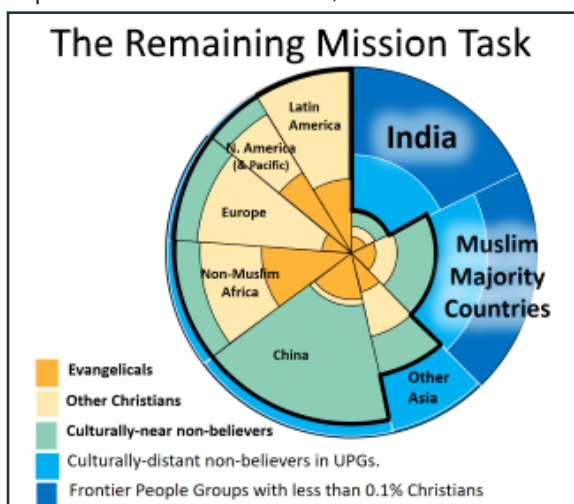 The Remaining Mission Task
Latin
America
India
N. America
(& Pacific)
Europe
Muslim
Majority
Countries
Non-Muslim
Africa
China
Other
Asia
Evangelicals
Other Christians
Culturally-near non-believers
Culturally-distant non-believers in UPGs.
Frontier People Groups with less than 0.1% Christians